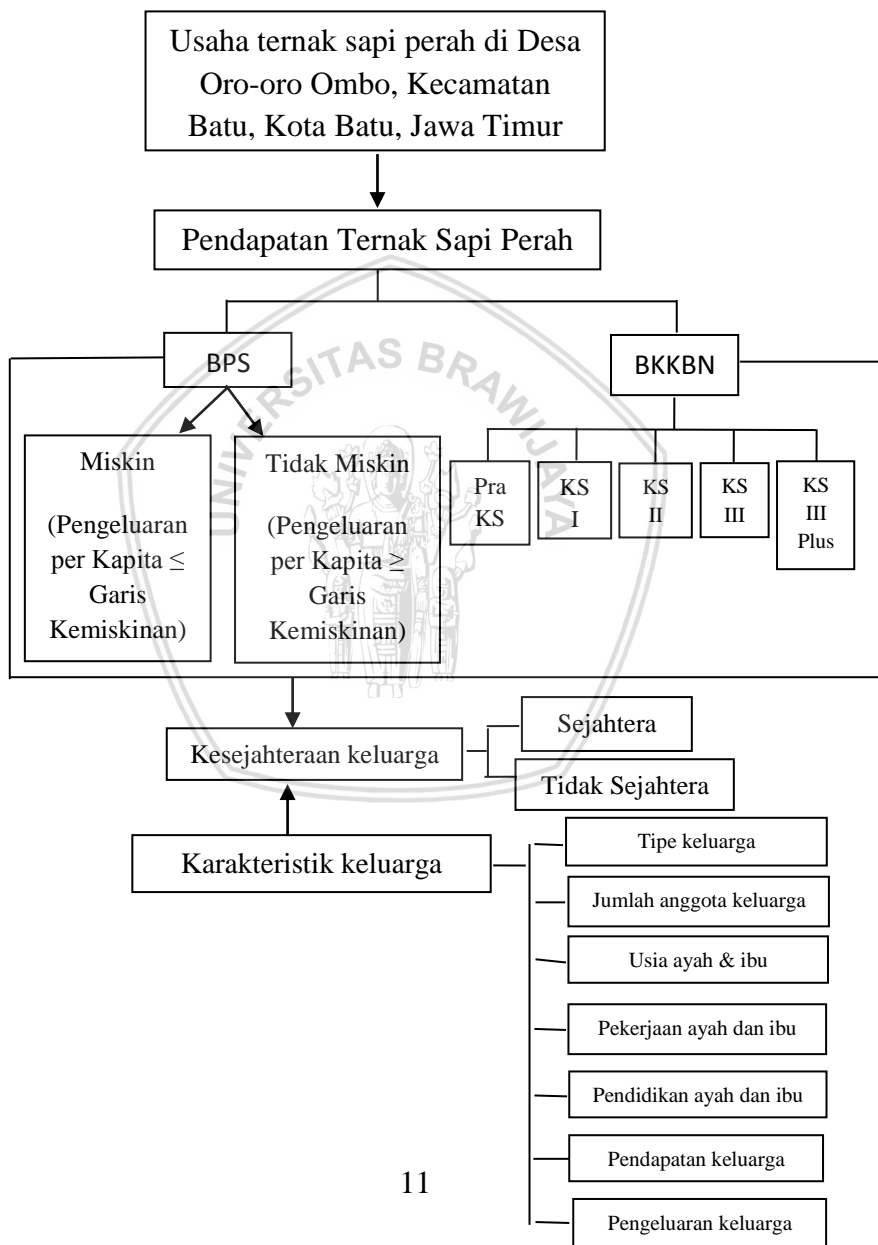 Usaha ternak sapi perah di Desa
Oro-oro Ombo, Kecamatan
Batu, Kota Batu, Jawa Timur
Pendapatan Ternak Sapi Perah
BPS
BKKBN
UNIVERSITAS BRAWIJAYA
Miskin
(Pengeluaran
per Kapita ≤
Garis
Kemiskinan)
Tidak Miskin
(Pengeluaran
per Kapita ≥
Garis
Kemiskinan)
Pra
KS
KS
I
KS
II
KS
III
KS
III
Plus
Kesejahteraan keluarga
Sejahtera
Tidak Sejahtera
Karakteristik keluarga
Tipe keluarga
Jumlah anggota keluarga
Usia ayah & ibu
Pekerjaan ayah dan ibu
Pendidikan ayah dan ibu
Pendapatan keluarga
Pengeluaran keluarga
11